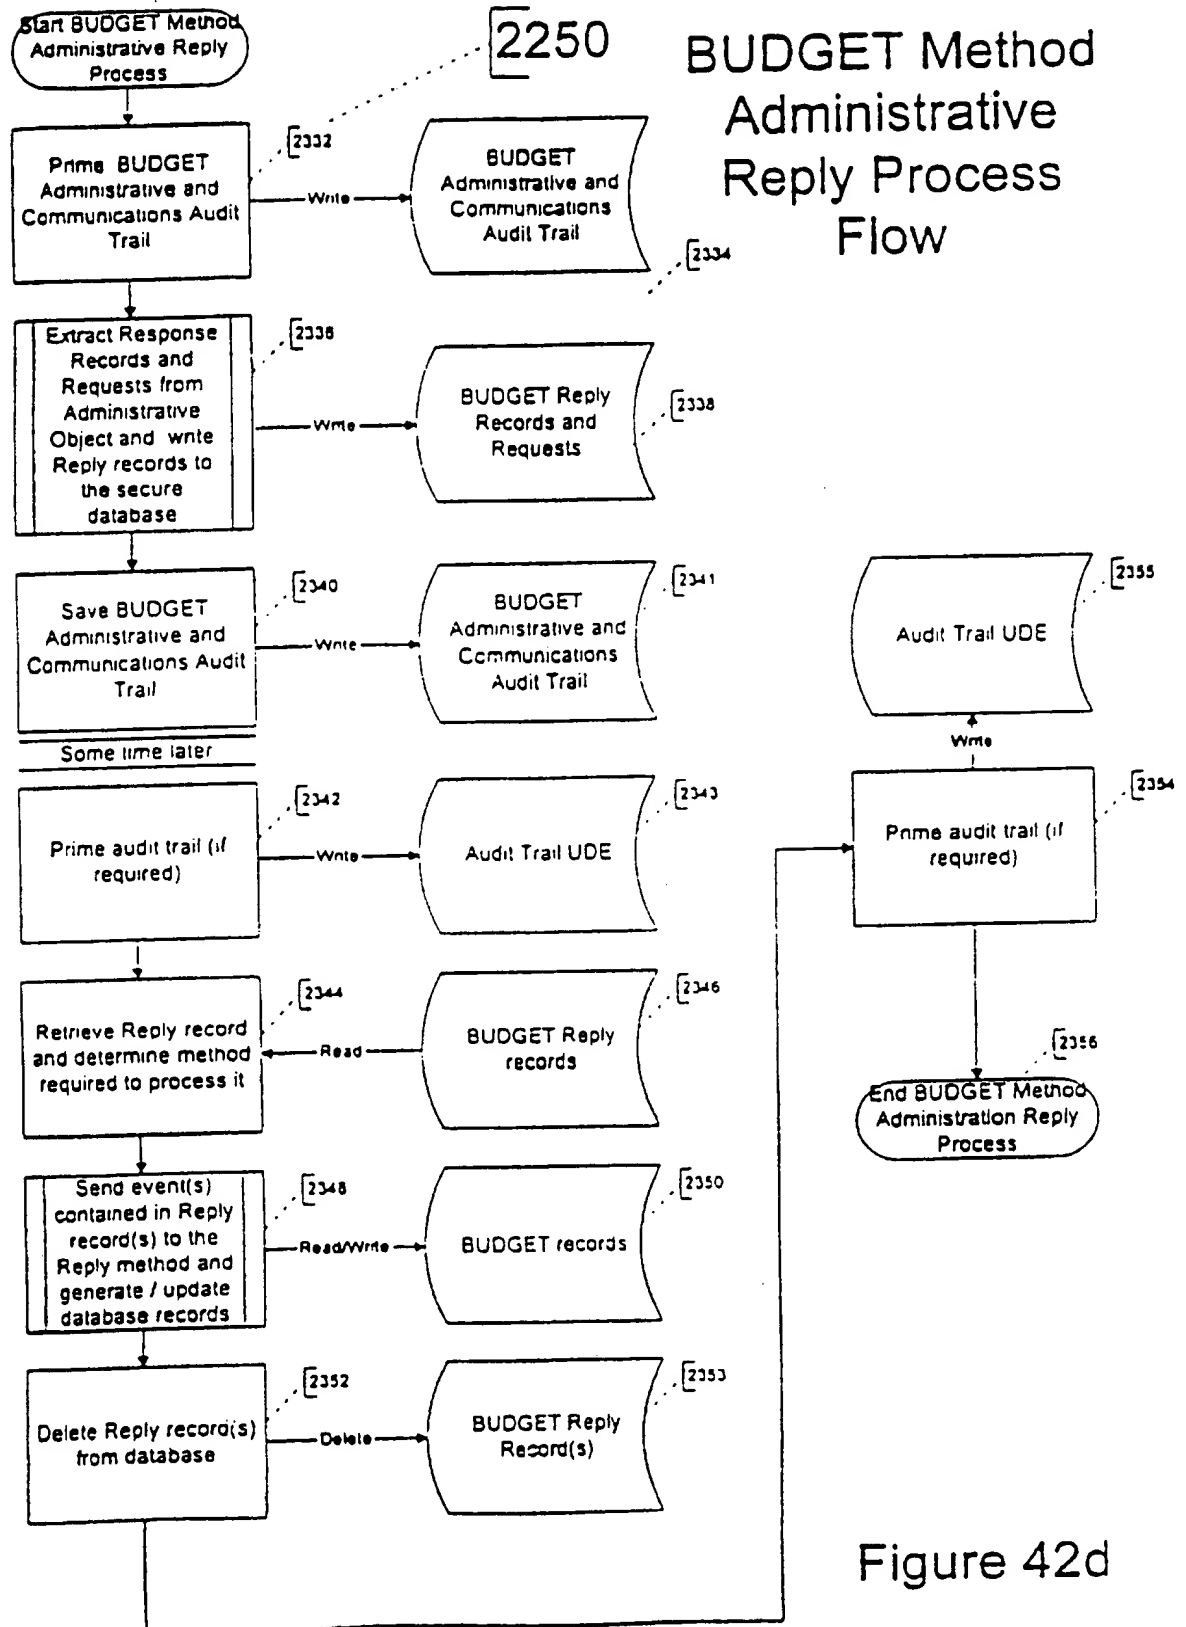 Start BUDGET Method
Administrative Reply
Process
2250
BUDGET Method
Administrative
Reply Process
Flow
Prime BUDGET
Administrative and
Communications Audit
Trail
2332
Write
BUDGET
Administrative and
Communications
Audit Trail
2334
Extract Response
Records and
Requests from
Administrative
Object and write
Reply records to
the secure
database
2336
Write
BUDGET Reply
Records and
Requests
2338
Save BUDGET
Administrative and
Communications Audit
Trail
2340
Write
BUDGET
Administrative and
Communications
Audit Trail
2341
Some time later
Prime audit trail (if
required)
2342
Write
Audit Trail UDE
2343
Retrieve Reply record
and determine method
required to process it
2344
Read
BUDGET Reply
records
2346
Send event(s)
contained in Reply
record(s) to the
Reply method and
generate / update
database records
2348
Read/Write
BUDGET records
2350
Delete Reply record(s)
from database
2352
Delete
BUDGET Reply
Record(s)
2353
Audit Trail UDE
2355
Write
Prime audit trail (if
required)
2354
End BUDGET Method
Administration Reply
Process
2356
Figure 42d